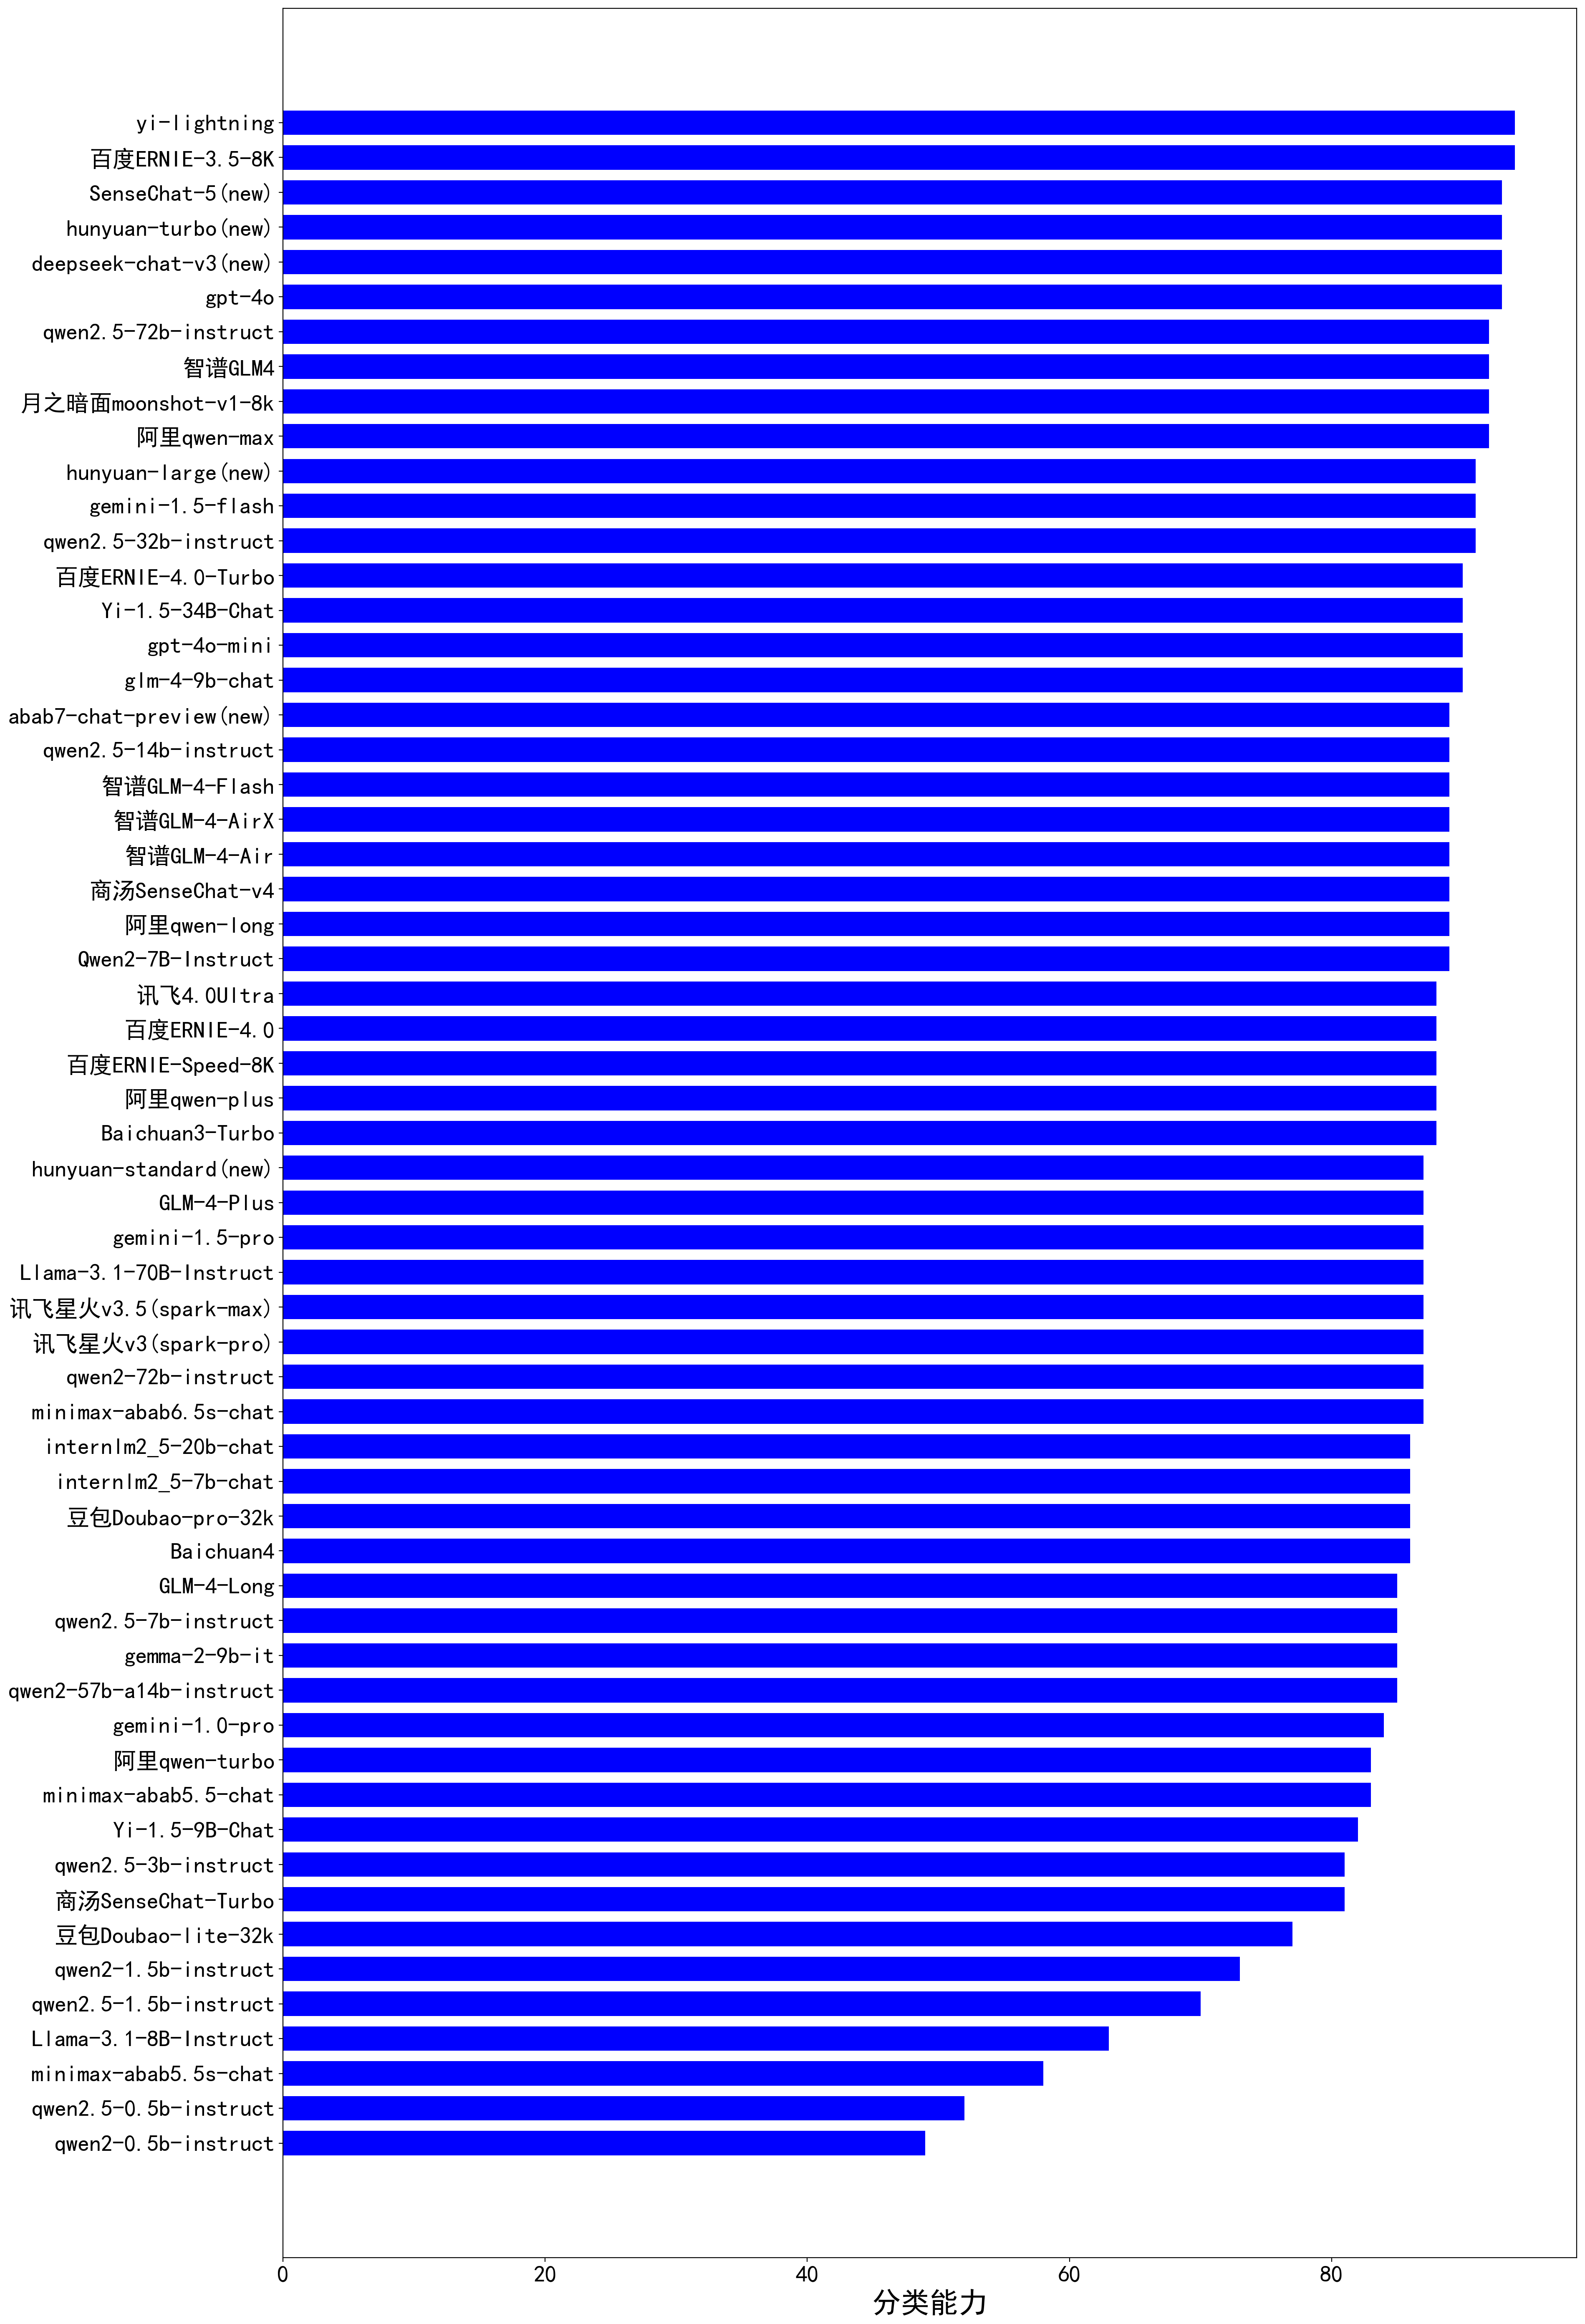 yi-lightning
百度ERNIE-3.5-8K
SenseChat-5(new)
hunyuan-turbo(new)
deepseek-chat-v3(new)
gpt-4o
qwen2.5-72b-instruct
智谱GLM4
月之暗面moonshot-v1-8k
阿里qwen-max
hunyuan-large(new)
gemini-1.5-flash
qwen2.5-32b-instruct
百度ERNIE-4.0-Turbo
Yi-1.5-34B-Chat
gpt-4o-mini
glm-4-9b-chat
abab7-chat-preview(new)
qwen2.5-14b-instruct
智谱GLM-4-Flash
智谱GLM-4-AirX
智谱GLM-4-Air
商汤SenseChat-v4
阿里qwen-long
Qwen2-7B-Instruct
讯飞4.0Ultra
百度ERNIE-4.0
百度ERNIE-Speed-8K
阿里qwen-plus
Baichuan3-Turbo
hunyuan-standard(new)
GLM-4-Plus
gemini-1.5-pro
Llama-3.1-70B-Instruct
讯飞星火v3.5(spark-max)
讯飞星火v3(spark-pro)
qwen2-72b-instruct
minimax-abab6.5s-chat
internlm2_5-20b-chat
internlm2_5-7b-chat
豆包Doubao-pro-32k
Baichuan4
GLM-4-Long
qwen2.5-7b-instruct
gemma-2-9b-it
qwen2-57b-a14b-instruct
gemini-1.0-pro
阿里qwen-turbo
minimax-abab5.5-chat
Yi-1.5-9B-Chat
qwen2.5-3b-instruct
商汤SenseChat-Turbo
豆包Doubao-lite-32k
qwen2-1.5b-instruct
qwen2.5-1.5b-instruct
Llama-3.1-8B-Instruct
minimax-abab5.5s-chat
qwen2.5-0.5b-instruct
qwen2-0.5b-instruct
0 20 40 60 80
分类能力